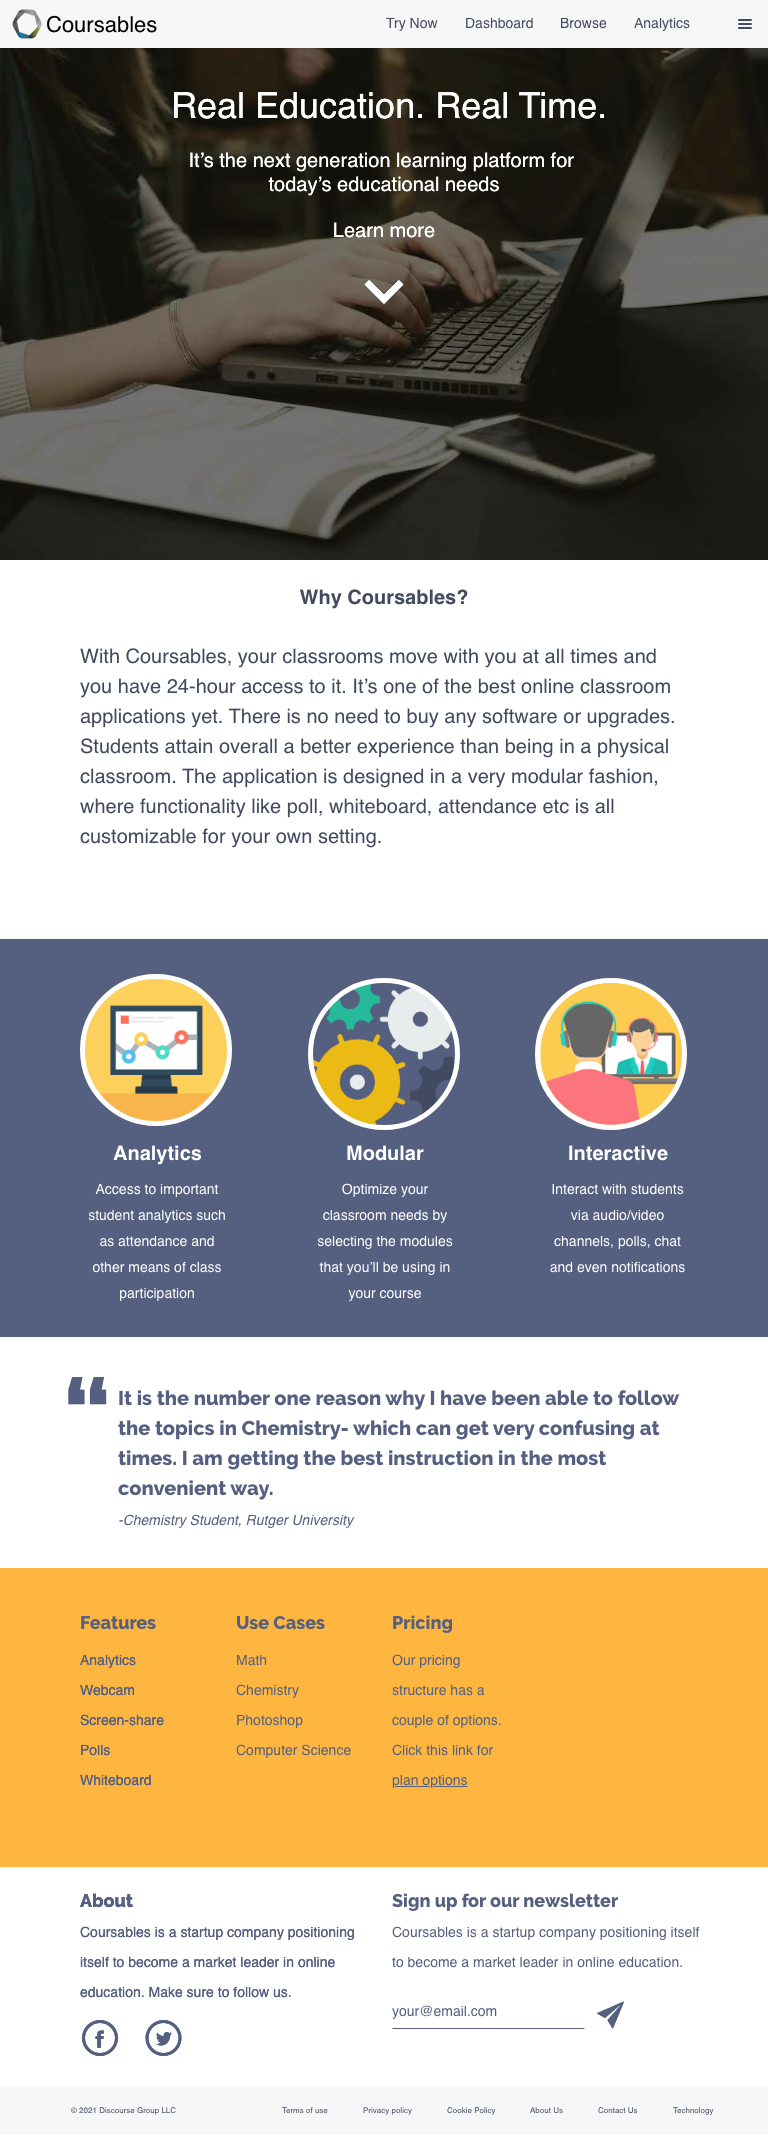 Coursables
Try Now
Dashboard
Browse
Analytics
Real Education. Real Time.
It's the next generation learning platform for
today's educational needs
Learn more
Why Coursables?
With Coursables, your classrooms move with you at all times and
you have 24-hour access to it. It's one of the best online classroom
applications yet. There is no need to buy any software or upgrades.
Students attain overall a better experience than being in a physical
classroom. The application is designed in a very modular fashion,
where functionality like poll, whiteboard, attendance etc is all
customizable for your own setting.
Analytics
Access to important
student analytics such
as attendance and
other means of class
participation
Modular
Optimize your
classroom needs by
selecting the modules
that you'll be using in
your course
Interactive
Interact with students
via audio/video
channels, polls, chat
and even notifications
“
It is the number one reason why I have been able to follow
the topics in Chemistry- which can get very confusing at
times. I am getting the best instruction in the most
convenient way.
-Chemistry Student, Rutger University
Features
Analytics
Webcam
Screen-share
Polls
Whiteboard
Use Cases
Math
Chemistry
Photoshop
Computer Science
Pricing
Our pricing
structure has a
couple of options.
Click this link for
plan options
About
Coursables is a startup company positioning
itself to become a market leader in online
education. Make sure to follow us.
Sign up for our newsletter
Coursables is a startup company positioning itself
to become a market leader in online education.
your@email.com
© 2021 Discourse Group LLC
Terms of use
Privacy policy
Cookie Policy
About Us
Contact Us
Technology